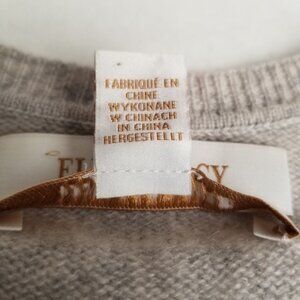 FABRIQUÉ EN
CHINE
WYKONANE
W CHINACH
IN CHINA
HERGESTELLT